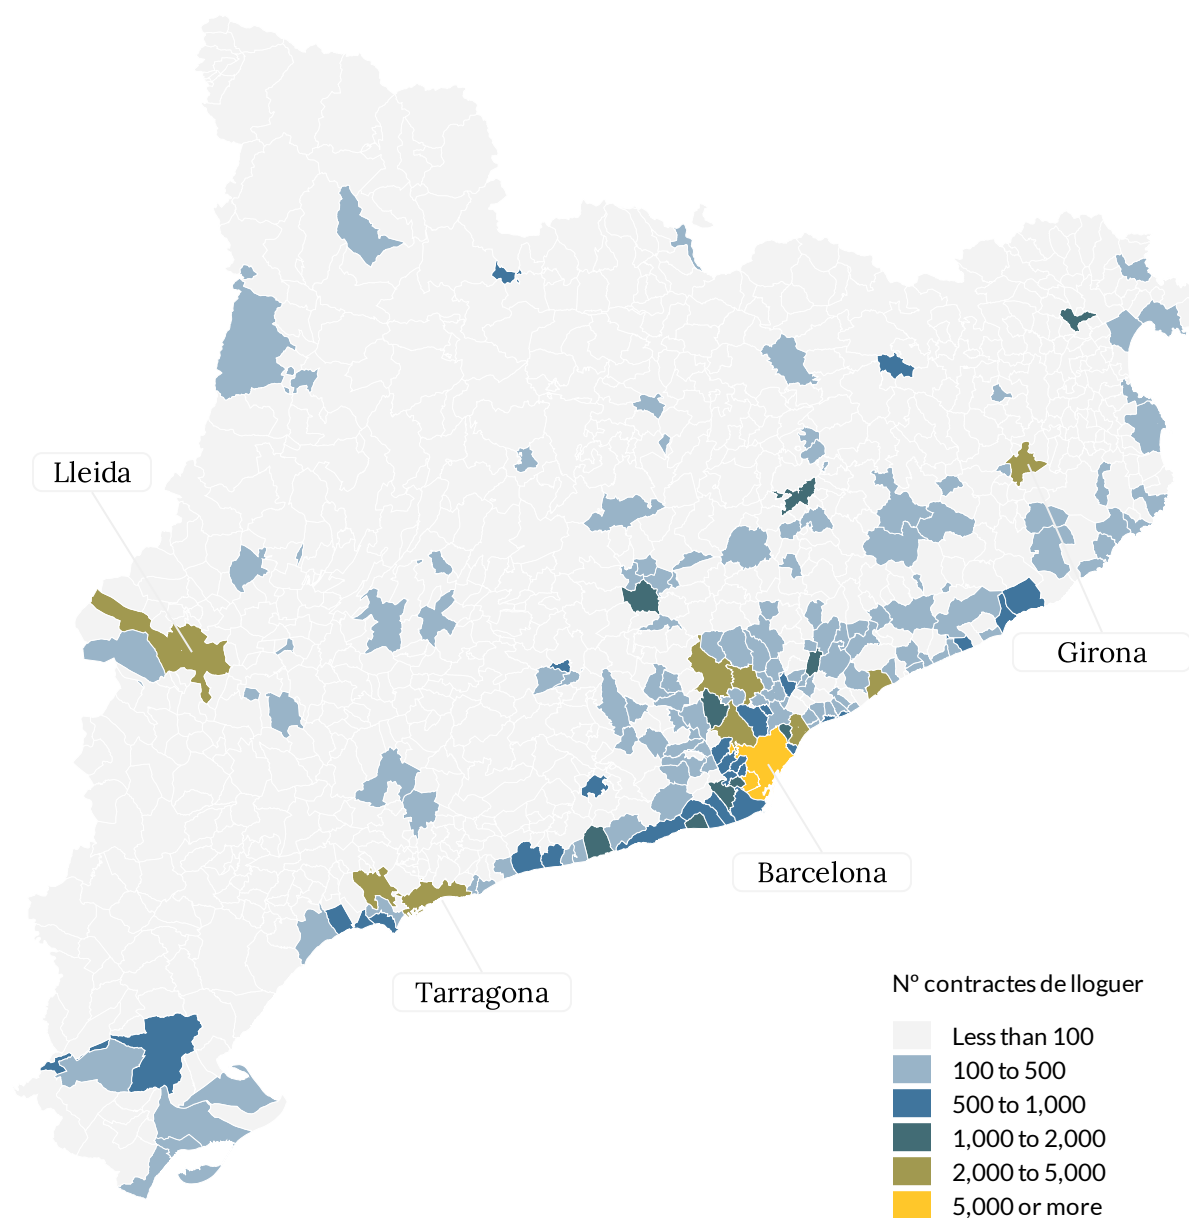 Lleida
Girona
Barcelona
Tarragona
Nº contractes de lloguer
Less than 100
100 to 500
500 to 1,000
1,000 to 2,000
2,000 to 5,000
5,000 or more